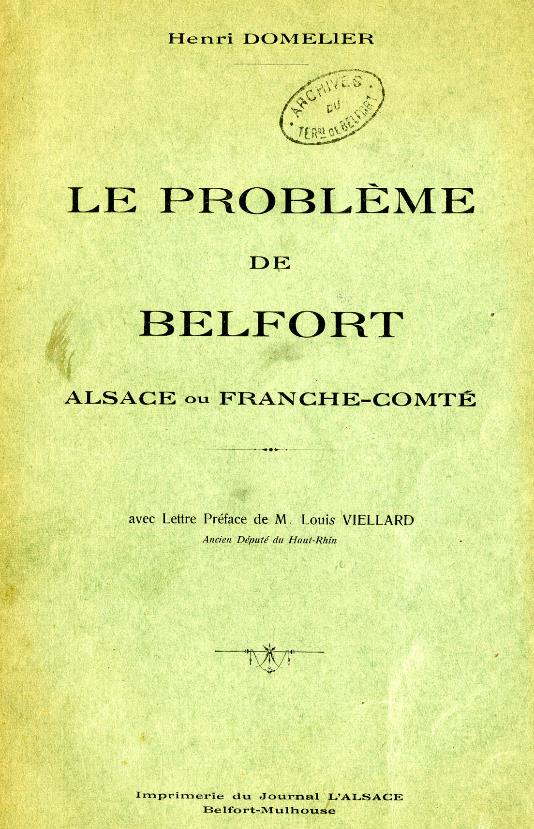 Henri DOMELIER
ARCHIVES
DU
TERRE DE BELFORT
LE PROBLÈME
DE
BELFORT
ALSACE ou FRANCHE-COMTÉ
avec Lettre Préface de M. Louis VIELLARD
Ancien Député du Haut-Rhin
Imprimerie du Journal L'ALSACE
Belfort-Mulhouse